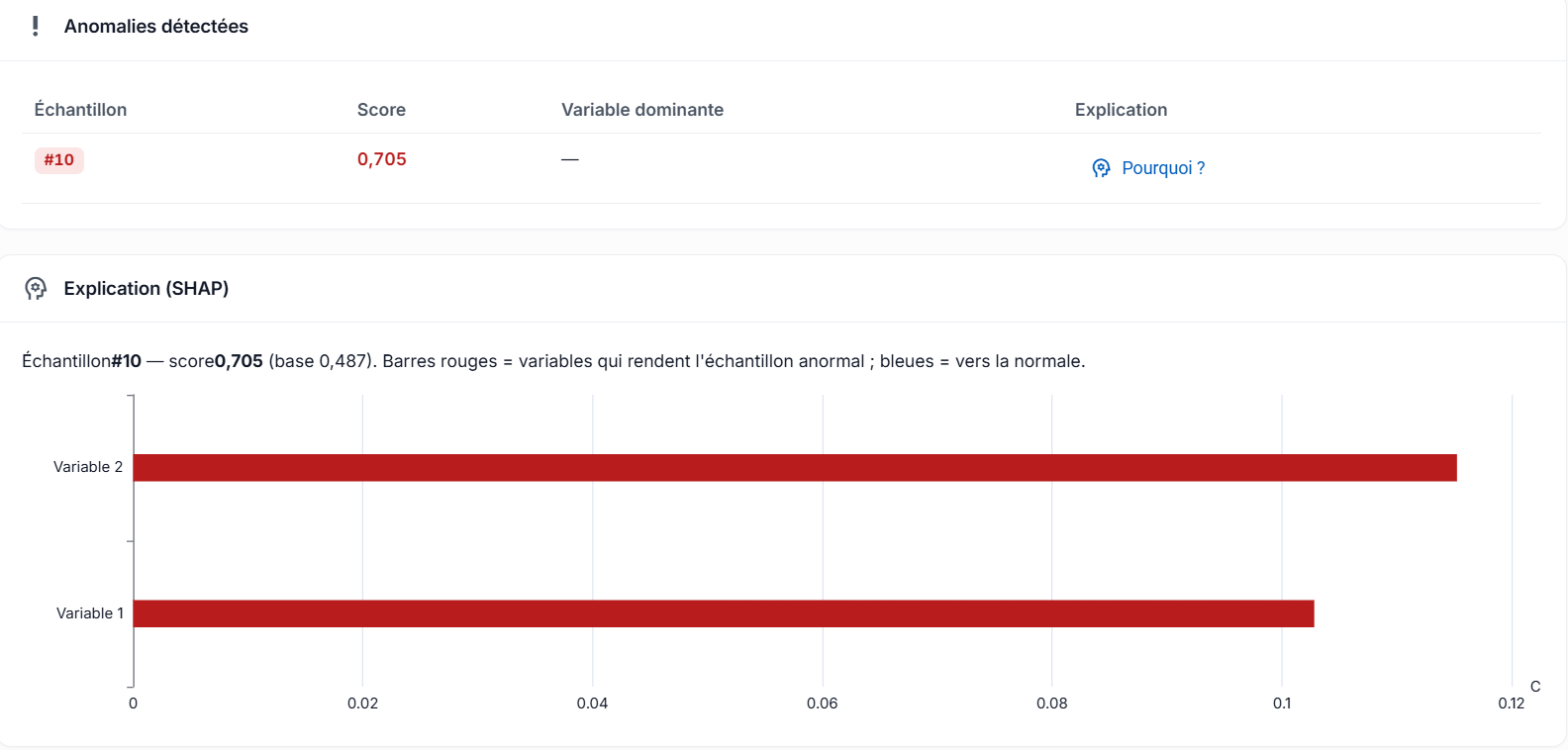 Anomalies détectées
Échantillon Score Variable dominante Explication
#10 0,705 — Pourquoi ?
Explication (SHAP)
Échantillon#10 — score0,705 (base 0,487). Barres rouges = variables qui rendent l'échantillon anormal ; bleues = vers la normale.
Variable 2
Variable 1
C
0 0.02 0.04 0.06 0.08 0.1 0.12